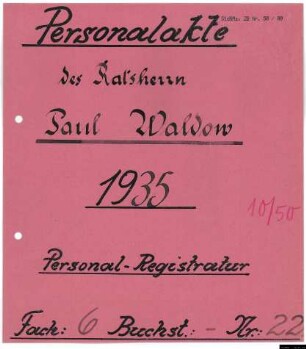 Personalakte
des Ratsherrn
Paul Waldow
1935
10/50
Personal-Registratur
Fach: 6 Buchst.: - Nr.: 22